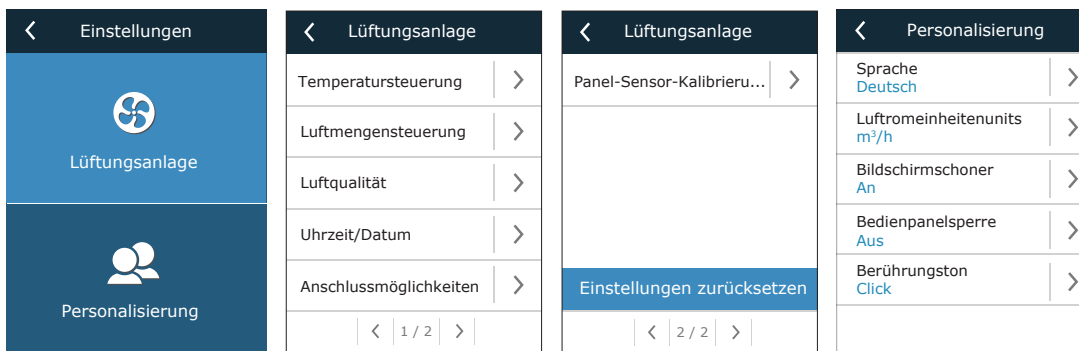 Einstellungen
Lüftungsanlage
Personalisierung
Lüftungsanlage
Temperatursteuerung
Luftmengensteuerung
Luftqualität
Uhrzeit/Datum
Anschlussmöglichkeiten
1 / 2
Lüftungsanlage
Panel-Sensor-Kalibrieru...
Einstellungen zurücksetzen
2 / 2
Personalisierung
Sprache
Deutsch
Luftromeinheitenunits
m³/h
Bildschirmschoner
An
Bedienpanelsperre
Aus
Berührungston
Click